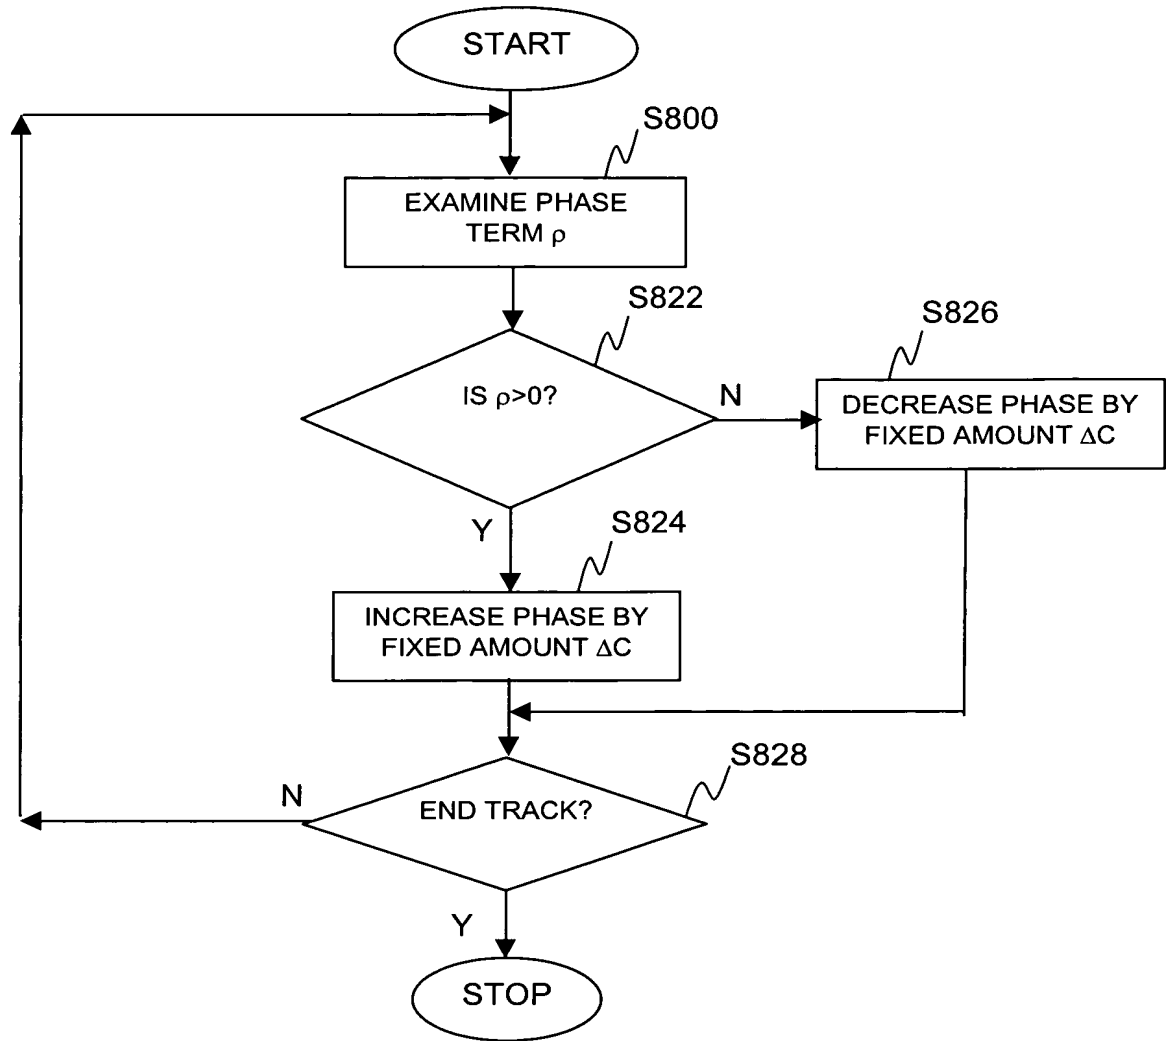 START
S800
EXAMINE PHASE
TERM ρ
S822
IS ρ>0?
N
S826
DECREASE PHASE BY
FIXED AMOUNT ΔC
Y
S824
INCREASE PHASE BY
FIXED AMOUNT ΔC
S828
END TRACK?
N
Y
STOP